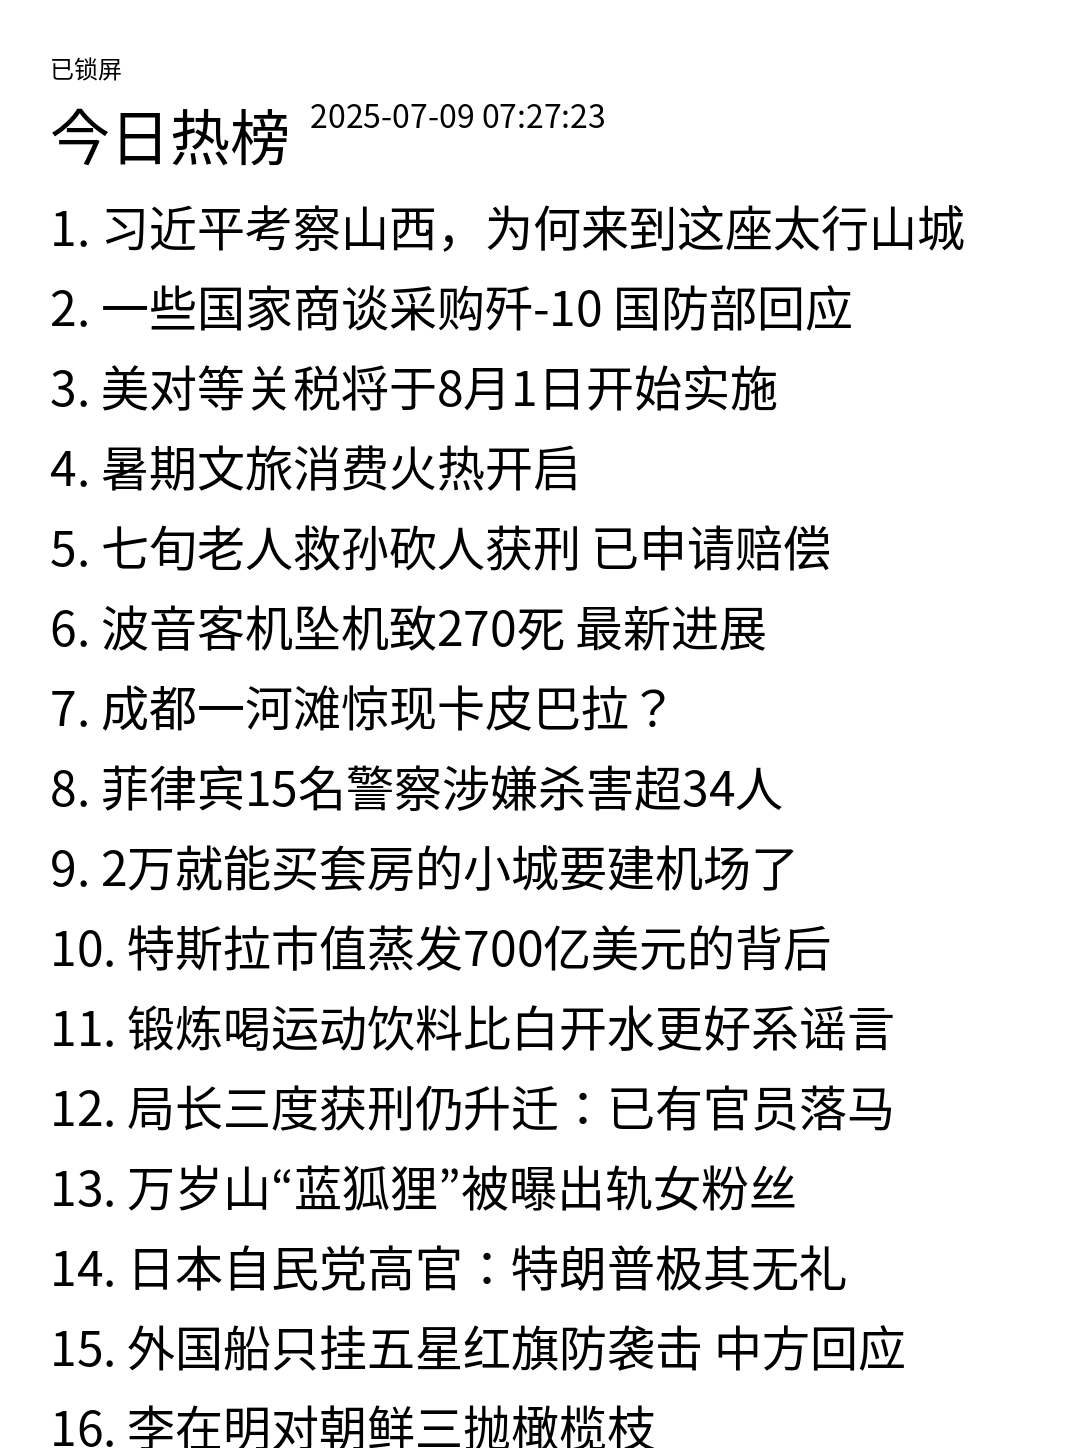 已锁屏
今日热榜 2025-07-09 07:27:23
1. 习近平考察山西，为何来到这座太行山城
2. 一些国家商谈采购歼-10 国防部回应
3. 美对等关税将于8月1日开始实施
4. 暑期文旅消费火热开启
5. 七旬老人救孙砍人获刑 已申请赔偿
6. 波音客机坠机致270死 最新进展
7. 成都一河滩惊现卡皮巴拉？
8. 菲律宾15名警察涉嫌杀害超34人
9. 2万就能买套房的小城要建机场了
10. 特斯拉市值蒸发700亿美元的背后
11. 锻炼喝运动饮料比白开水更好系谣言
12. 局长三度获刑仍升迁：已有官员落马
13. 万岁山“蓝狐狸”被曝出轨女粉丝
14. 日本自民党高官：特朗普极其无礼
15. 外国船只挂五星红旗防袭击 中方回应
16. 李在明对朝鲜三抛橄榄枝